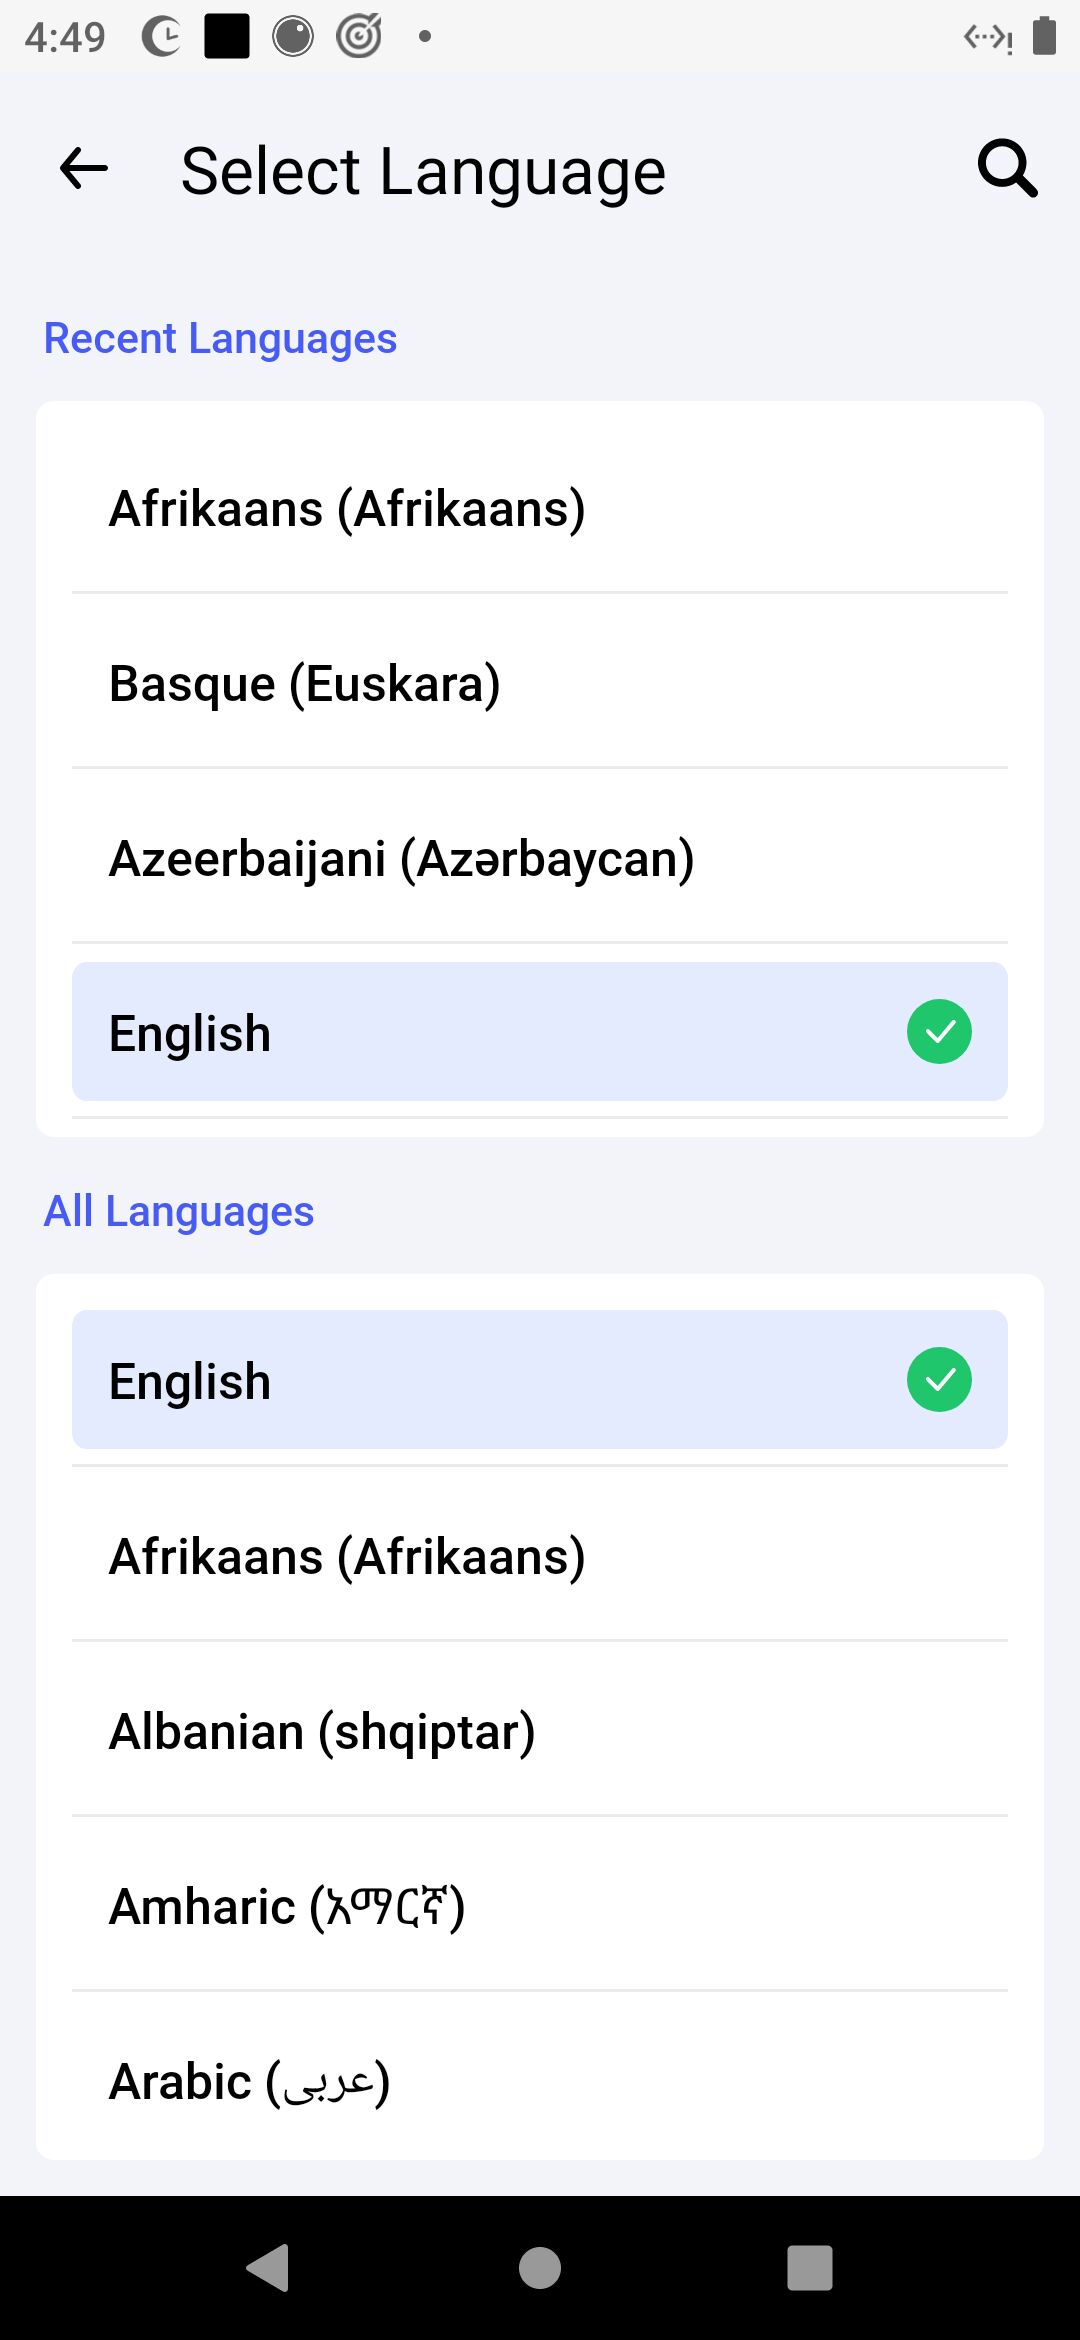 4:49
Select Language
Recent Languages
Afrikaans (Afrikaans)
Basque (Euskara)
Azeerbaijani (Azərbaycan)
English
All Languages
English
Afrikaans (Afrikaans)
Albanian (shqiptar)
Amharic (አማርኛ)
Arabic (عربى)